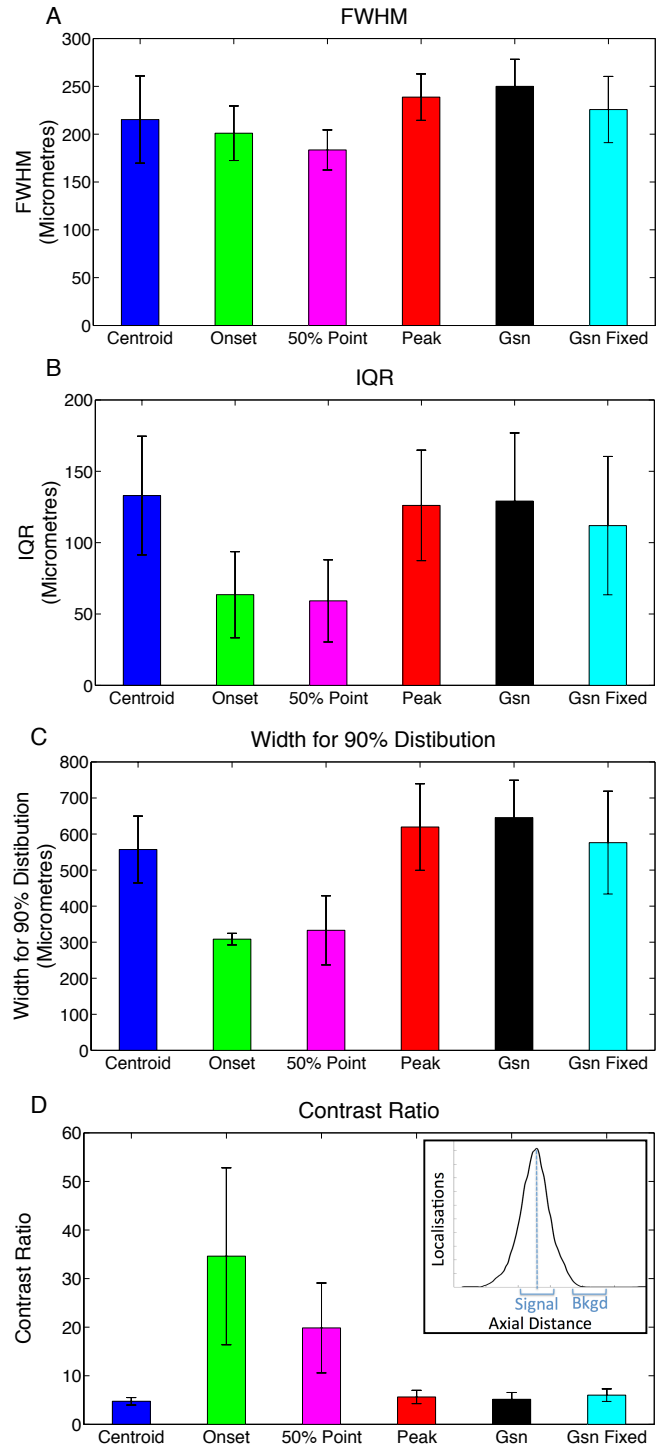 A
FWHM
FWHM
(Micrometres)
300
250
200
150
100
50
0
Centroid Onset 50% Point Peak Gsn Gsn Fixed
B
IQR
IQR
(Micrometres)
200
150
100
50
0
Centroid Onset 50% Point Peak Gsn Gsn Fixed
C
Width for 90% Distibution
Width for 90% Distibution
(Micrometres)
800
700
600
500
400
300
200
100
0
Centroid Onset 50% Point Peak Gsn Gsn Fixed
D
Contrast Ratio
Contrast Ratio
60
50
40
30
20
10
0
Localisations
Signal Bkgd
Axial Distance
Centroid Onset 50% Point Peak Gsn Gsn Fixed